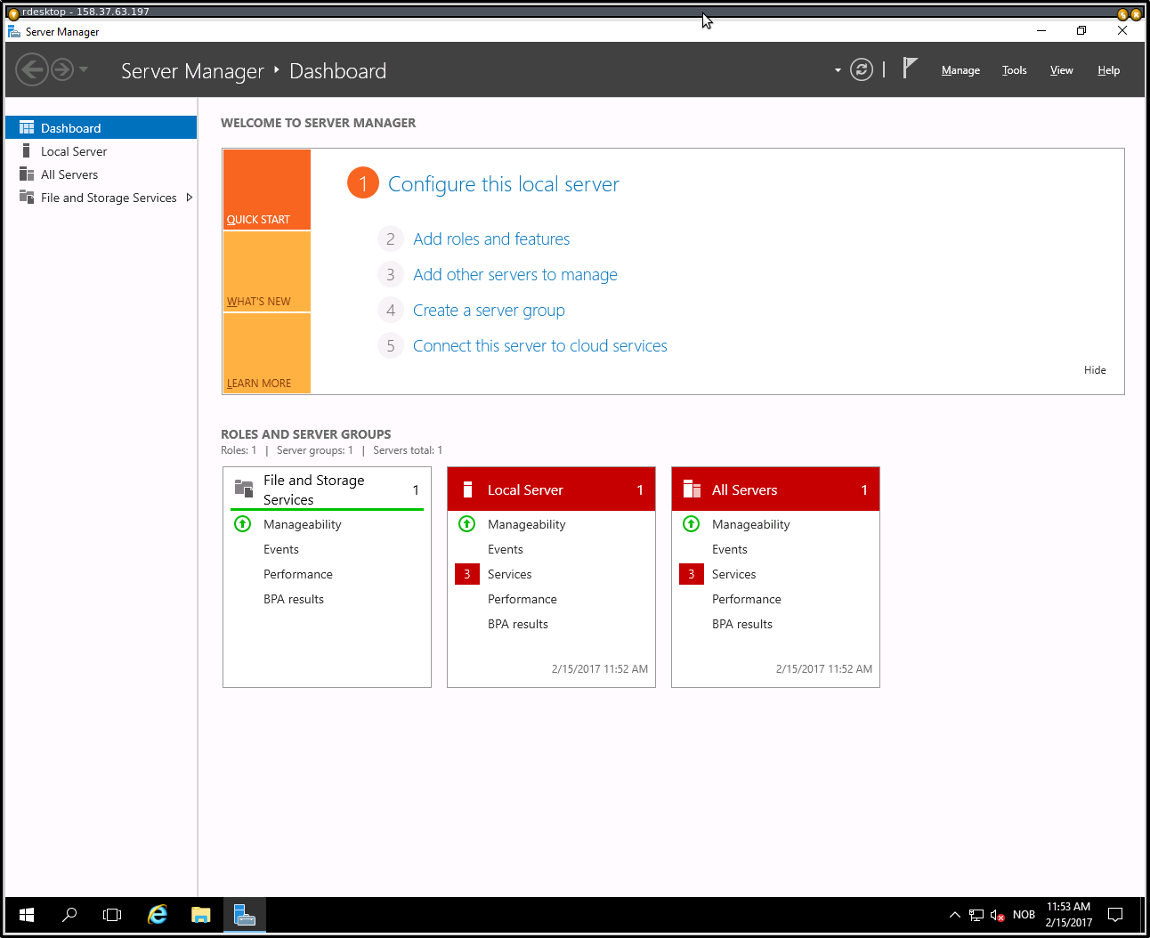 rdesktop - 158.37.63.197
Server Manager
Server Manager Dashboard
Manage Tools View Help
Dashboard
Local Server
All Servers
File and Storage Services
WELCOME TO SERVER MANAGER
QUICK START
WHAT'S NEW
LEARN MORE
1 Configure this local server
2 Add roles and features
3 Add other servers to manage
4 Create a server group
5 Connect this server to cloud services
Hide
ROLES AND SERVER GROUPS
Roles: 1 | Server groups: 1 | Servers total: 1
File and Storage
Services 1
Manageability
Events
Performance
BPA results
Local Server 1
Manageability
Events
3 Services
Performance
BPA results
2/15/2017 11:52 AM
All Servers 1
Manageability
Events
3 Services
Performance
BPA results
2/15/2017 11:52 AM
NOB
11:53 AM
2/15/2017